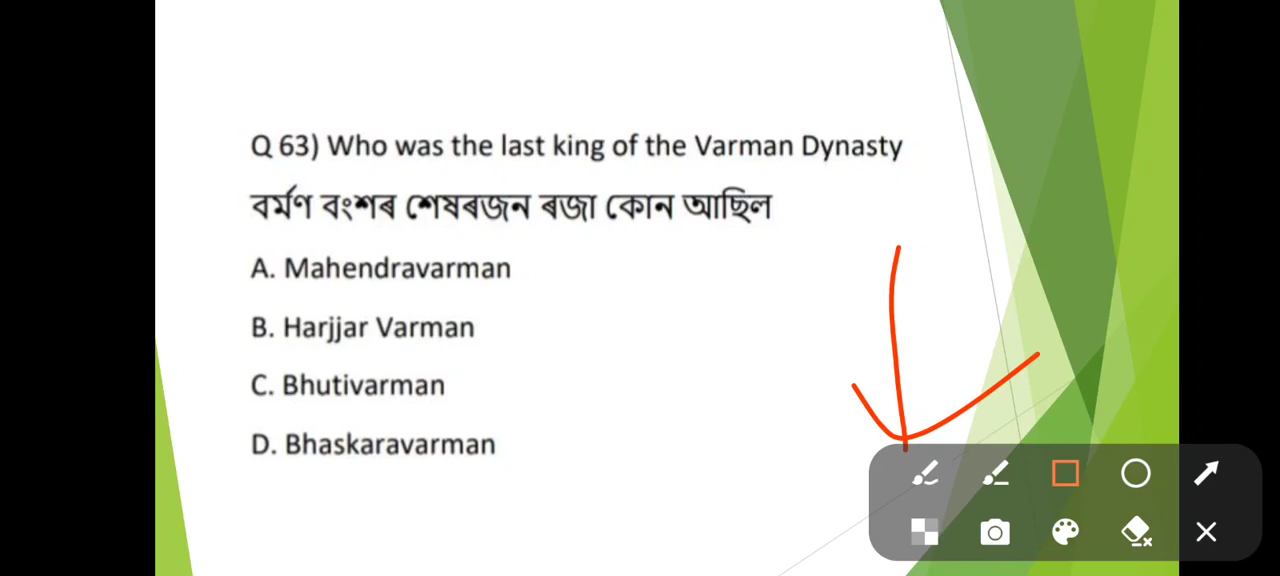 Q 63) Who was the last king of the Varman Dynasty
বৰ্মণ বংশৰ শেষৰজন ৰজা কোন আছিল
A. Mahendravarman
B. Harjjar Varman
C. Bhutivarman
D. Bhaskaravarman